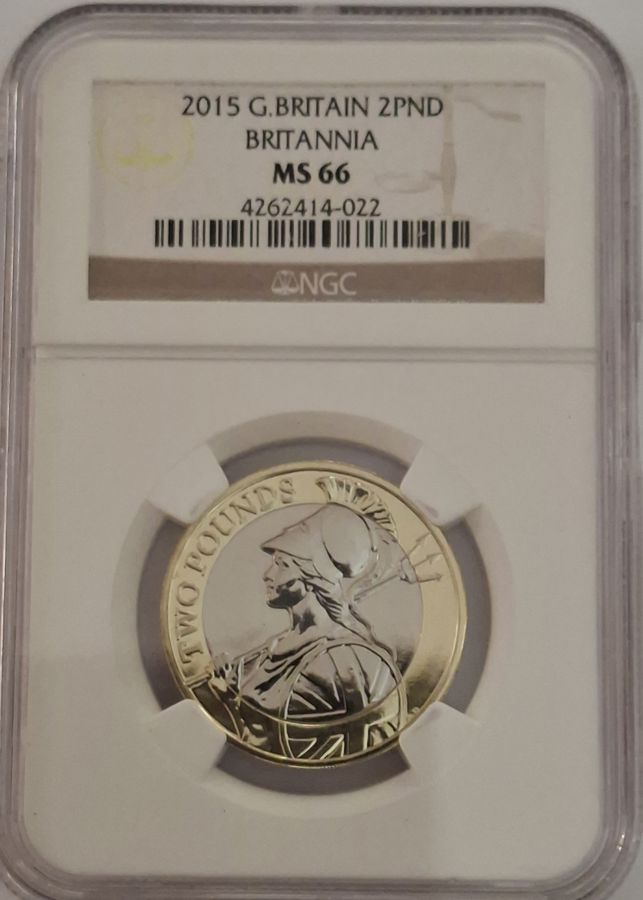 2015 G.BRITAIN 2PND
BRITANNIA
MS 66
4262414-022
NGC
TWO POUNDS